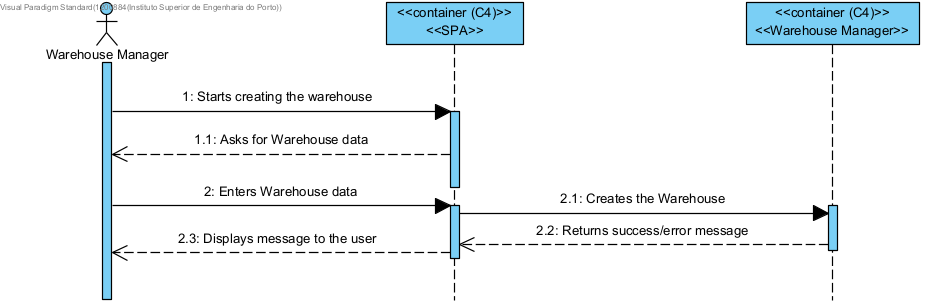 Visual Paradigm Standard(
884(Instituto Superior de Engenharia do Porto))
<<container (C4)>>
<<SPA>>
<<container (C4)>>
<<Warehouse Manager>>
Warehouse Manager
1: Starts creating the warehouse
1.1: Asks for Warehouse data
2: Enters Warehouse data
2.1: Creates the Warehouse
2.2: Returns success/error message
2.3: Displays message to the user